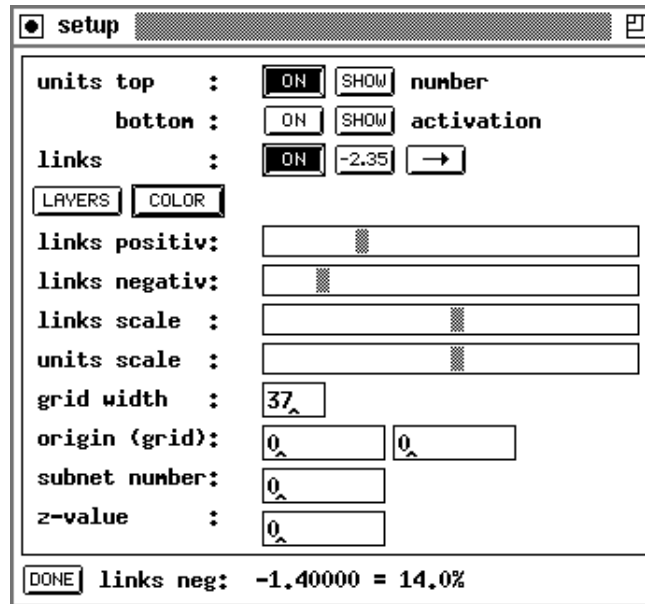 setup
units top : ON SHOW number
bottom : ON SHOW activation
links : ON -2.35 →
LAYERS COLOR
links positiv:
links negativ:
links scale :
units scale :
grid width : 37
origin (grid): 0 0
subnet number: 0
z-value : 0
DONE links neg: -1.40000 = 14.0%